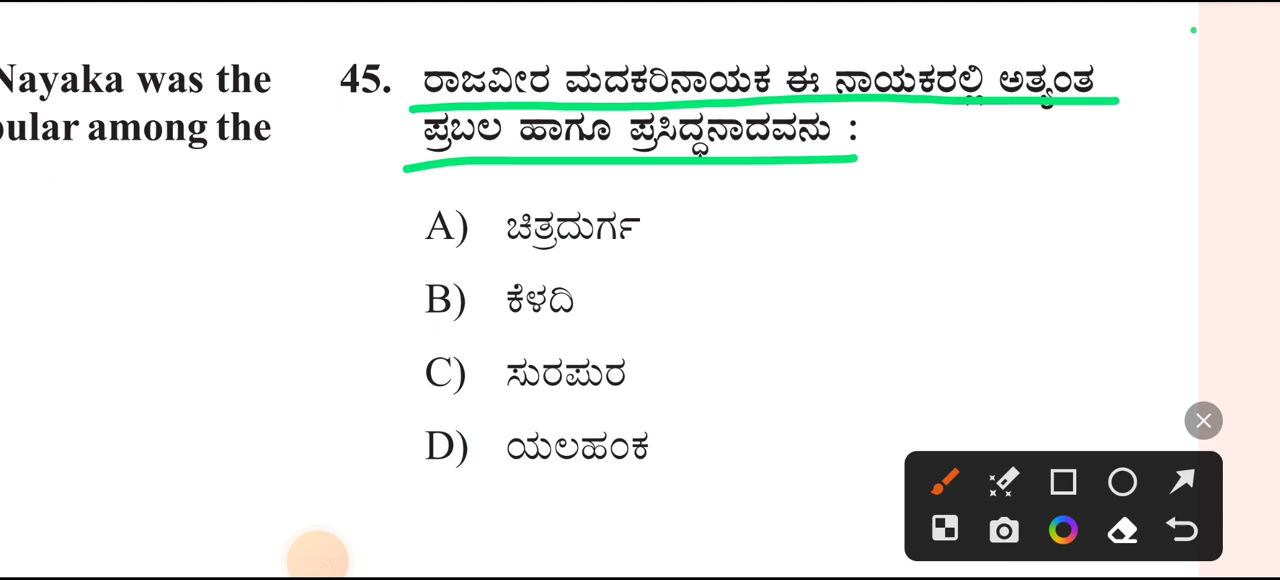 Nayaka was the
ular among the
45. ರಾಜವೀರ ಮದಕರಿನಾಯಕ ಈ ನಾಯಕರಲ್ಲಿ ಅತ್ಯಂತ
ಪ್ರಬಲ ಹಾಗೂ ಪ್ರಸಿದ್ಧನಾದವನು :
A) ಚಿತ್ರದುರ್ಗ
B) ಕೆಳದಿ
C) ಸುರಪುರ
D) ಯಲಹಂಕ